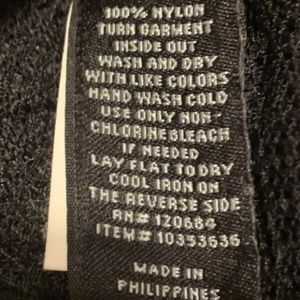 100% NYLON
TURN GARMENT
INSIDE OUT
WASH AND DRY
WITH LIKE COLORS
HAND WASH COLD
USE ONLY NON-
CHLORINE BLEACH
IF NEEDED
LAY FLAT TO DRY
COOL IRON ON
THE REVERSE SIDE
RN# 120684
ITEM# 10353636
MADE IN
PHILIPPINES